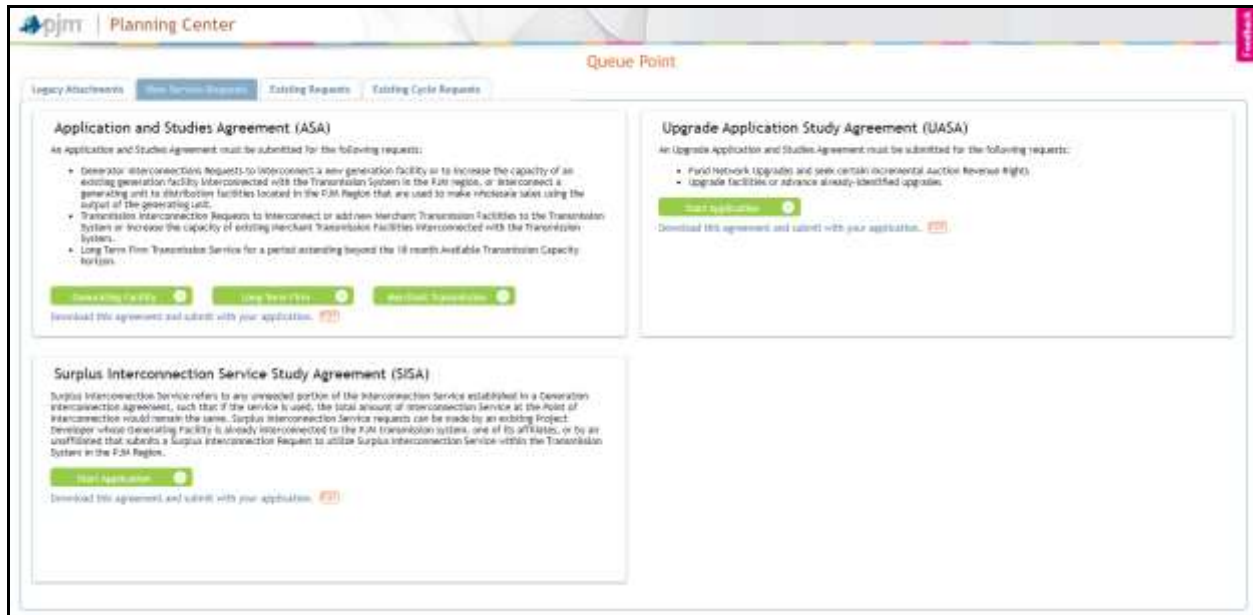 pjm | Planning Center
Feedback
Queue Point
Legacy Attachments
New Service Requests
Existing Requests
Existing Cycle Requests
Application and Studies Agreement (ASA)
An Application and Studies Agreement must be submitted for the following requests:
• Generator Interconnections Requests to interconnect a new generation facility or to increase the capacity of an
existing generation facility interconnected with the Transmission System in the PJM region, or interconnect a
generating unit to distribution facilities located in the PJM Region that are used to make wholesale sales using the
output of the generating unit.
• Transmission Interconnection Requests to interconnect or add new Merchant Transmission Facilities to the Transmission
System or increase the capacity of existing Merchant Transmission Facilities interconnected with the Transmission
System.
• Long Term Firm Transmission Service for a period extending beyond the 18 month Available Transmission Capacity
horizon.
Generating Facility
Long Term Firm
Merchant Transmission
Download this agreement and submit with your application. PDF
Upgrade Application Study Agreement (UASA)
An Upgrade Application and Studies Agreement must be submitted for the following requests:
• Fund Network Upgrades and seek certain Incremental Auction Revenue Rights
• Upgrade facilities or advance already-identified upgrades
Start Application
Download this agreement and submit with your application. PDF
Surplus Interconnection Service Study Agreement (SISA)
Surplus Interconnection Service refers to any unneeded portion of the Interconnection Service established in a Generation
Interconnection Agreement, such that if the service is used, the total amount of Interconnection Service at the Point of
Interconnection would remain the same. Surplus Interconnection Service requests can be made by an existing Project
Developer whose Generating Facility is already interconnected to the PJM transmission system, one of its affiliates, or by an
unaffiliated that submits a Surplus Interconnection Request to utilize Surplus Interconnection Service within the Transmission
System in the PJM Region.
Start Application
Download this agreement and submit with your application. PDF